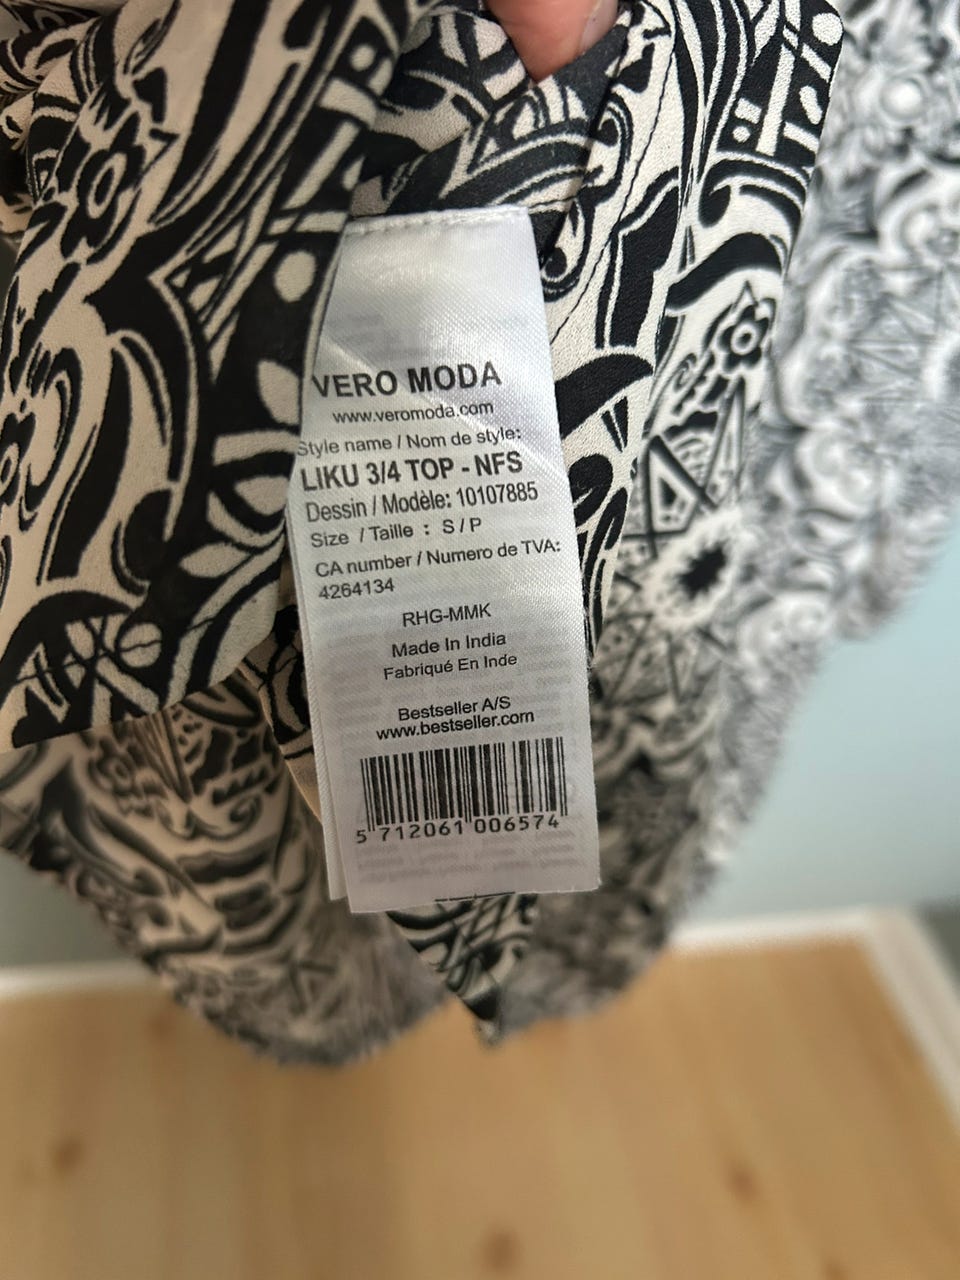 VERO MODA
www.veromoda.com
Style name / Nom de style:
LIKU 3/4 TOP - NFS
Dessin / Modèle: 10107885
Size / Taille : S / P
CA number / Numero de TVA:
4264134
RHG-MMK
Made In India
Fabriqué En Inde
Bestseller A/S
www.bestseller.com
5 712061 006574